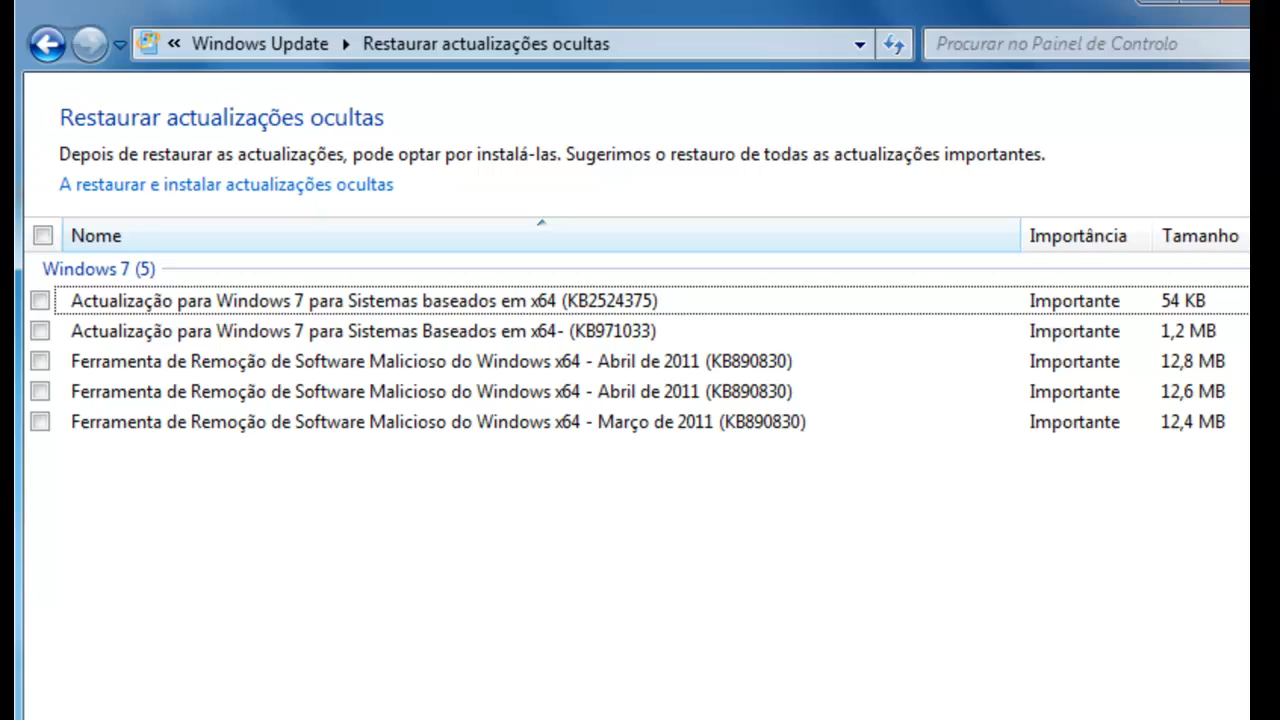 « Windows Update ▸ Restaurar actualizações ocultas
Procurar no Painel de Controlo
Restaurar actualizações ocultas
Depois de restaurar as actualizações, pode optar por instalá-las. Sugerimos o restauro de todas as actualizações importantes.
A restaurar e instalar actualizações ocultas
Nome Importância Tamanho
Windows 7 (5)
Actualização para Windows 7 para Sistemas baseados em x64 (KB2524375) Importante 54 KB
Actualização para Windows 7 para Sistemas Baseados em x64- (KB971033) Importante 1,2 MB
Ferramenta de Remoção de Software Malicioso do Windows x64 - Abril de 2011 (KB890830) Importante 12,8 MB
Ferramenta de Remoção de Software Malicioso do Windows x64 - Abril de 2011 (KB890830) Importante 12,6 MB
Ferramenta de Remoção de Software Malicioso do Windows x64 - Março de 2011 (KB890830) Importante 12,4 MB